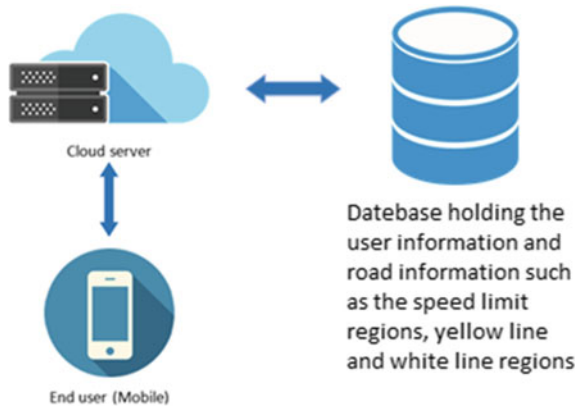 Cloud server
Datebase holding the
user information and
road information such
as the speed limit
regions, yellow line
and white line regions
End user (Mobile)